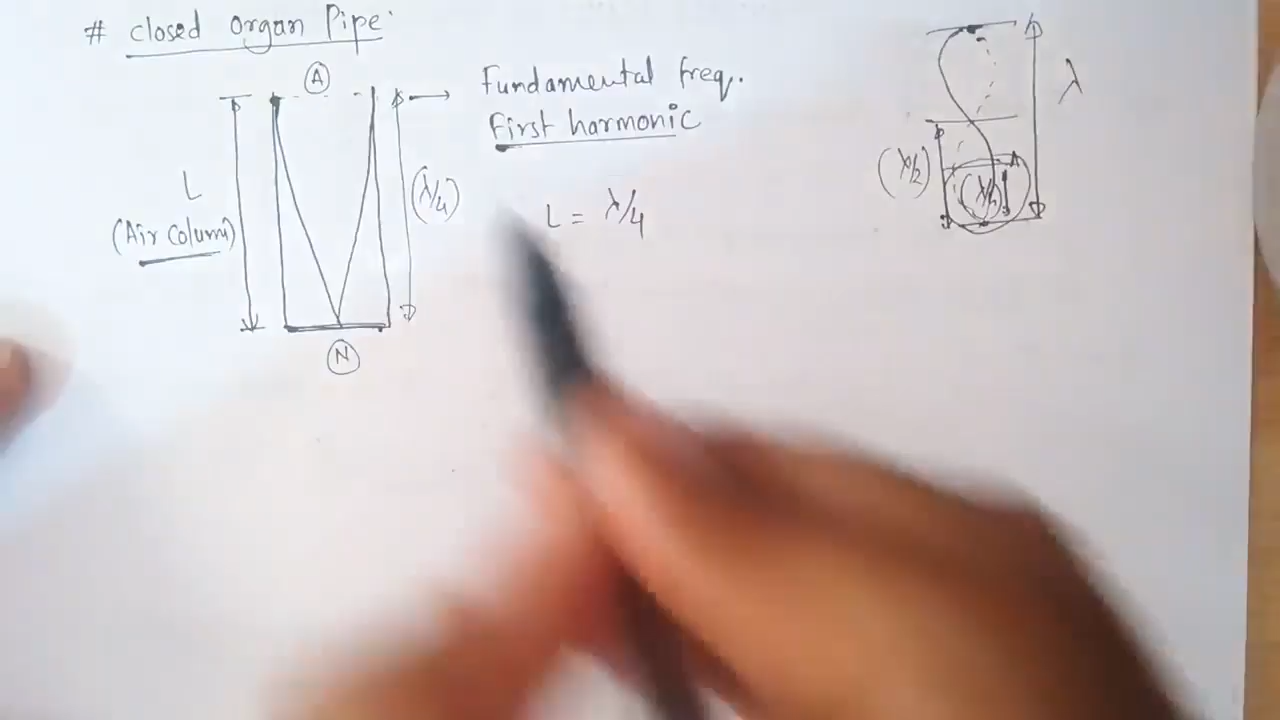 # closed organ Pipe
A
Fundamental freq.
First harmonic
L
(Air Column)
(λ/4)
L = λ/4
N
λ
(λ/2)
A